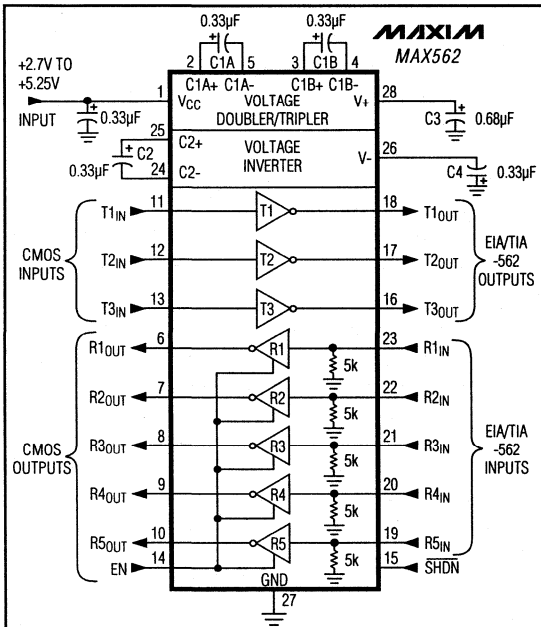 0.33µF 0.33µF MAXIM
MAX562
+2.7V TO
+5.25V
2 + C1A 5 3 + C1B 4
C1A+ C1A- C1B+ C1B-
INPUT 1 VCC VOLTAGE DOUBLER/TRIPLER V+ 28
+ 0.33µF C3 + 0.68µF
25 C2+ VOLTAGE INVERTER V- 26
0.33µF + C2 24 C2- C4 + 0.33µF
CMOS INPUTS
T1IN 11 T1 18 T1OUT
T2IN 12 T2 17 T2OUT
T3IN 13 T3 16 T3OUT
EIA/TIA
-562
OUTPUTS
CMOS OUTPUTS
R1OUT 6 R1 5k 23 R1IN
R2OUT 7 R2 5k 22 R2IN
R3OUT 8 R3 5k 21 R3IN
R4OUT 9 R4 5k 20 R4IN
R5OUT 10 R5 5k 19 R5IN
EIA/TIA
-562
INPUTS
EN 14 15 SHDN
GND
27